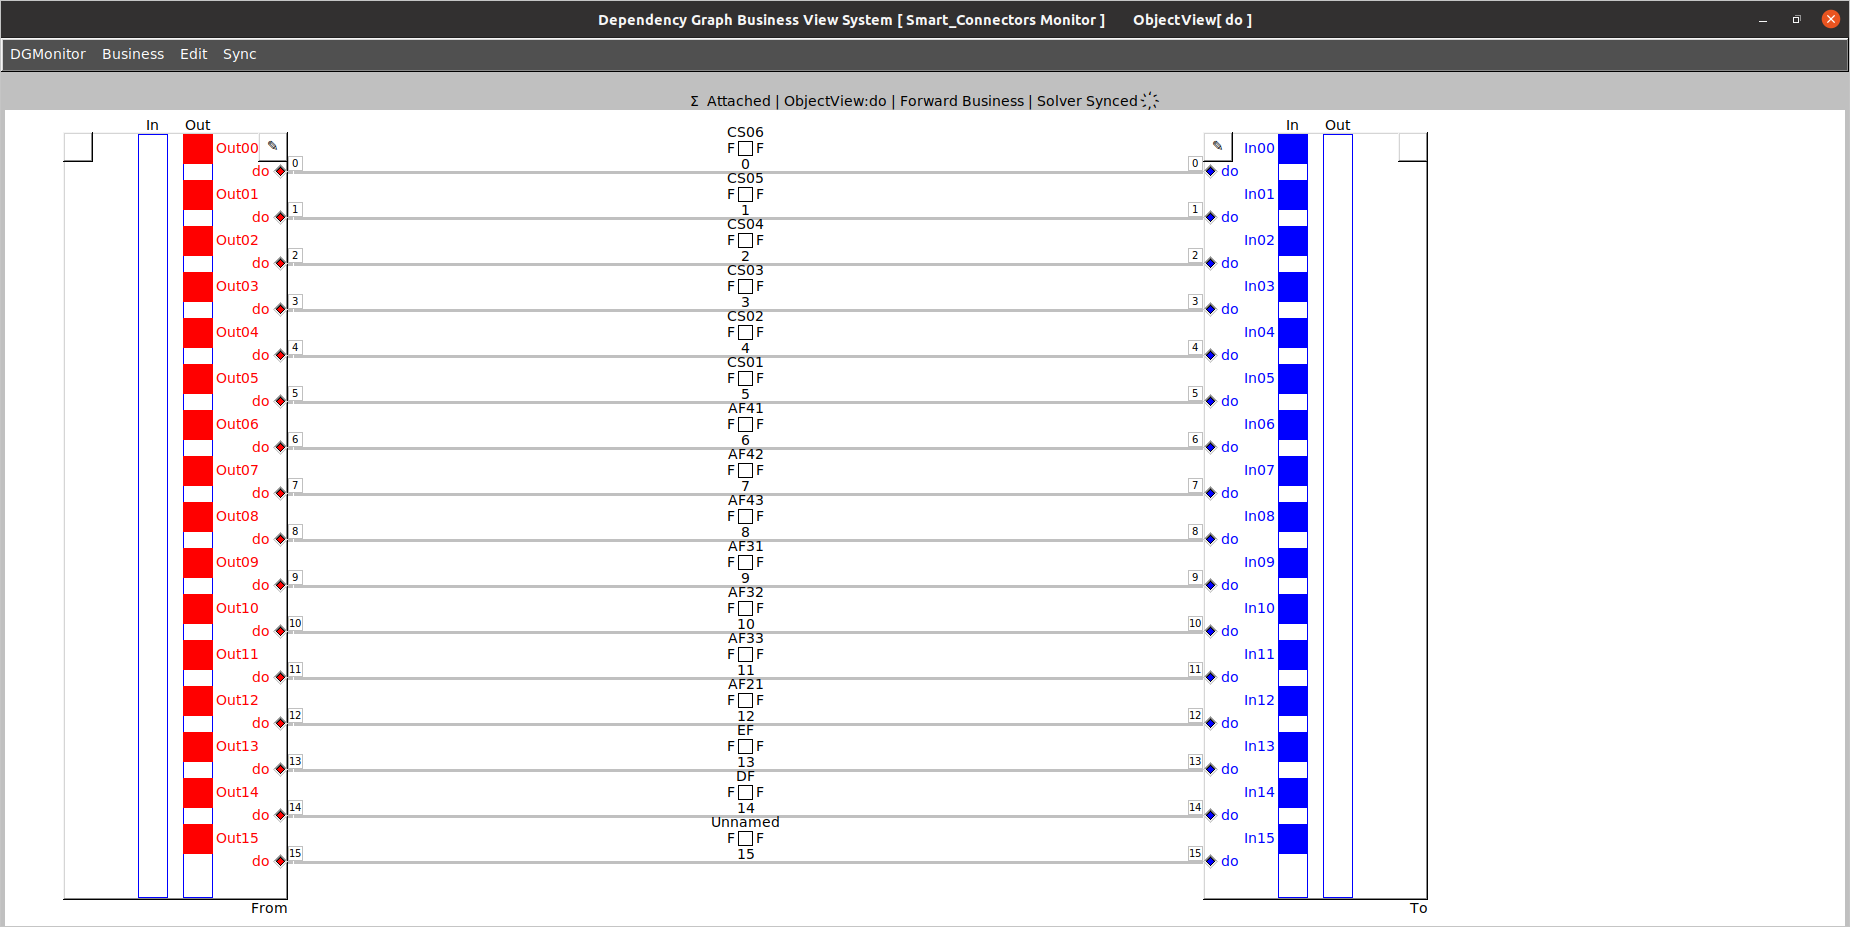 Dependency Graph Business View System [ Smart_Connectors Monitor ] ObjectView[ do ]
DGMonitor Business Edit Sync
Σ Attached | ObjectView:do | Forward Business | Solver Synced
In Out CS06 In Out
Out00 ✎ F F ✎ In00
do 0 0 0 do
CS05
Out01 F F In01
do 1 1 1 do
CS04
Out02 F F In02
do 2 2 2 do
CS03
Out03 F F In03
do 3 3 3 do
CS02
Out04 F F In04
do 4 4 4 do
CS01
Out05 F F In05
do 5 5 5 do
AF41
Out06 F F In06
do 6 6 6 do
AF42
Out07 F F In07
do 7 7 7 do
AF43
Out08 F F In08
do 8 8 8 do
AF31
Out09 F F In09
do 9 9 9 do
AF32
Out10 F F In10
do 10 10 10 do
AF33
Out11 F F In11
do 11 11 11 do
AF21
Out12 F F In12
do 12 12 12 do
EF
Out13 F F In13
do 13 13 13 do
DF
Out14 F F In14
do 14 14 14 do
Unnamed
Out15 F F In15
do 15 15 15 do
From To